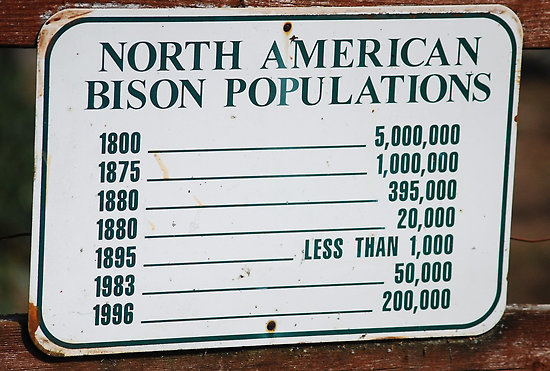 NORTH AMERICAN
BISON POPULATIONS
1800 5,000,000
1875 1,000,000
1880 395,000
1880 20,000
1895 LESS THAN 1,000
1983 50,000
1996 200,000